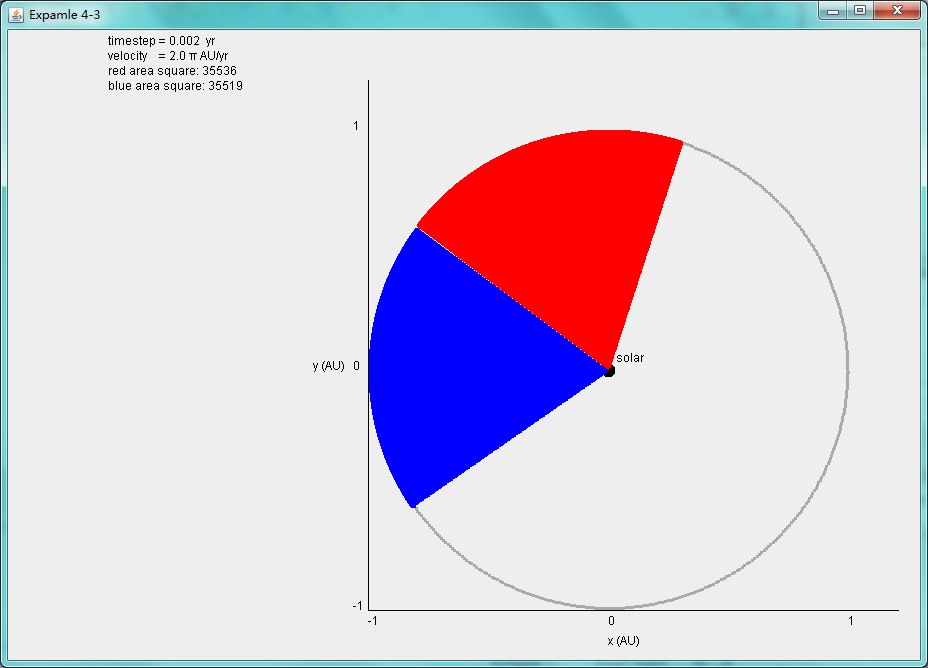 Expamle 4-3
timestep = 0.002 yr
velocity = 2.0 π AU/yr
red area square: 35536
blue area square: 35519
1
solar
y (AU) 0
-1
-1 0 1
x (AU)